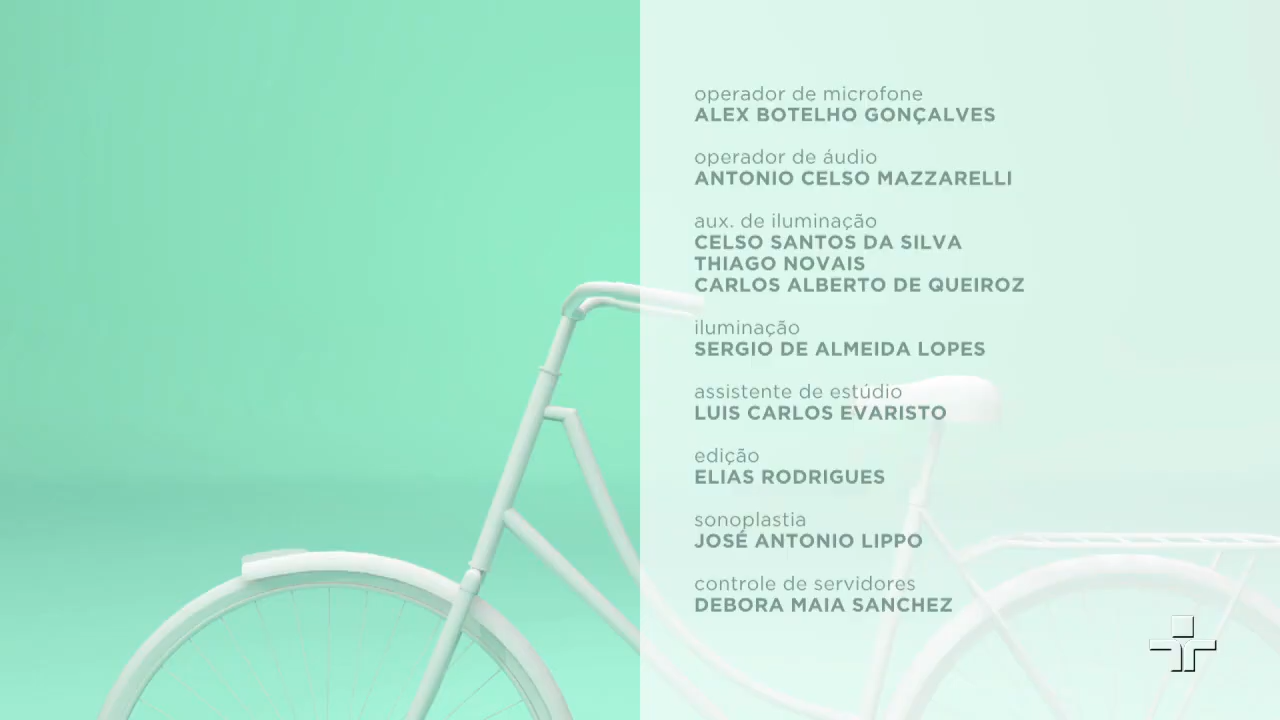 operador de microfone
ALEX BOTELHO GONÇALVES
operador de áudio
ANTONIO CELSO MAZZARELLI
aux. de iluminação
CELSO SANTOS DA SILVA
THIAGO NOVAIS
CARLOS ALBERTO DE QUEIROZ
iluminação
SERGIO DE ALMEIDA LOPES
assistente de estúdio
LUIS CARLOS EVARISTO
edição
ELIAS RODRIGUES
sonoplastia
JOSÉ ANTONIO LIPPO
controle de servidores
DEBORA MAIA SANCHEZ